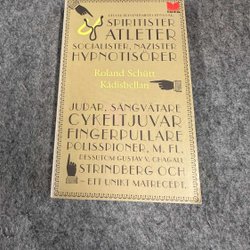 SPIRITISTER
ATLETER
SOCIALISTER, NAZISTER
HYPNOTISÖRER
Roland Schütt
Kådisbellan
JUDAR, SÅNGVÄTARE
CYKELTJUVAR
FINGERPULLARE
POLISSPIONER, M. FL.
DESSUTOM GUSTAV V, CHAGALL
STRINDBERG OCH
– ETT UNIKT MATRECEPT.